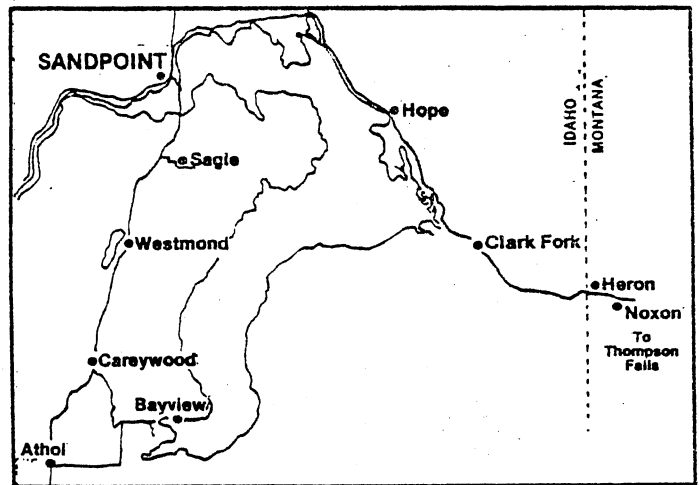 SANDPOINT
Hope
IDAHO
MONTANA
Sagle
Westmond
Clark Fork
Heron
Noxon
To
Thompson
Falls
Careywood
Bayview
Athol